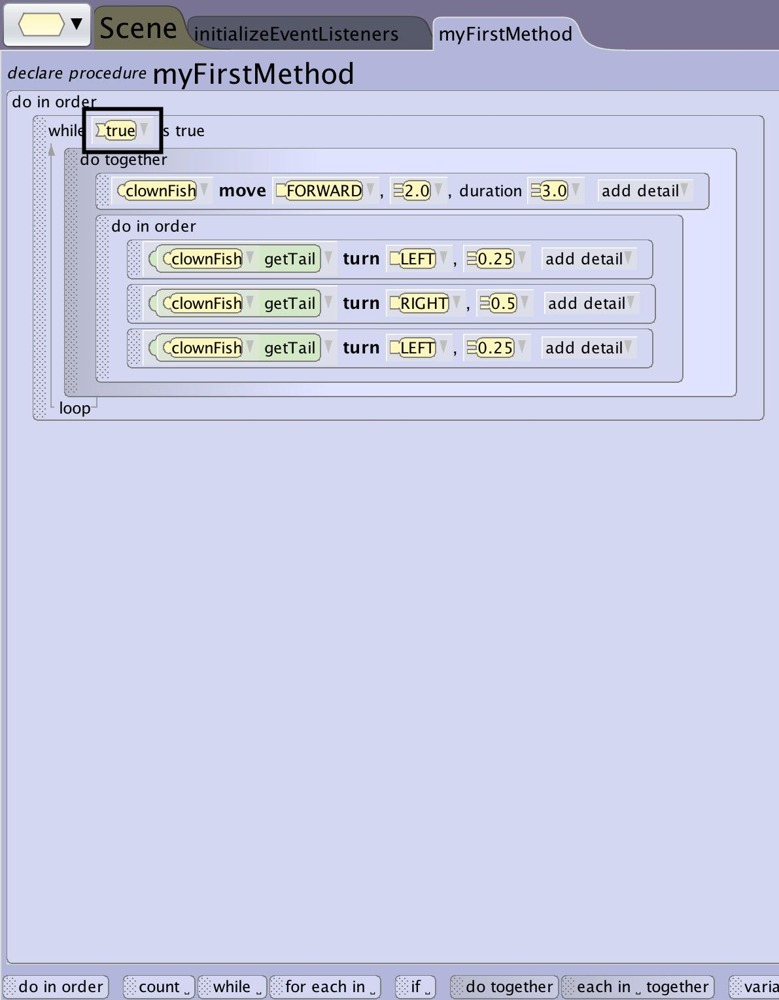 Scene initializeEventListeners myFirstMethod
declare procedure myFirstMethod
do in order
while true s true
do together
clownFish move FORWARD , 2.0 , duration 3.0 add detail
do in order
clownFish getTail turn LEFT , 0.25 add detail
clownFish getTail turn RIGHT , 0.5 add detail
clownFish getTail turn LEFT , 0.25 add detail
loop
do in order count ␣ while ␣ for each in ␣ if ␣ do together each in ␣ together varia